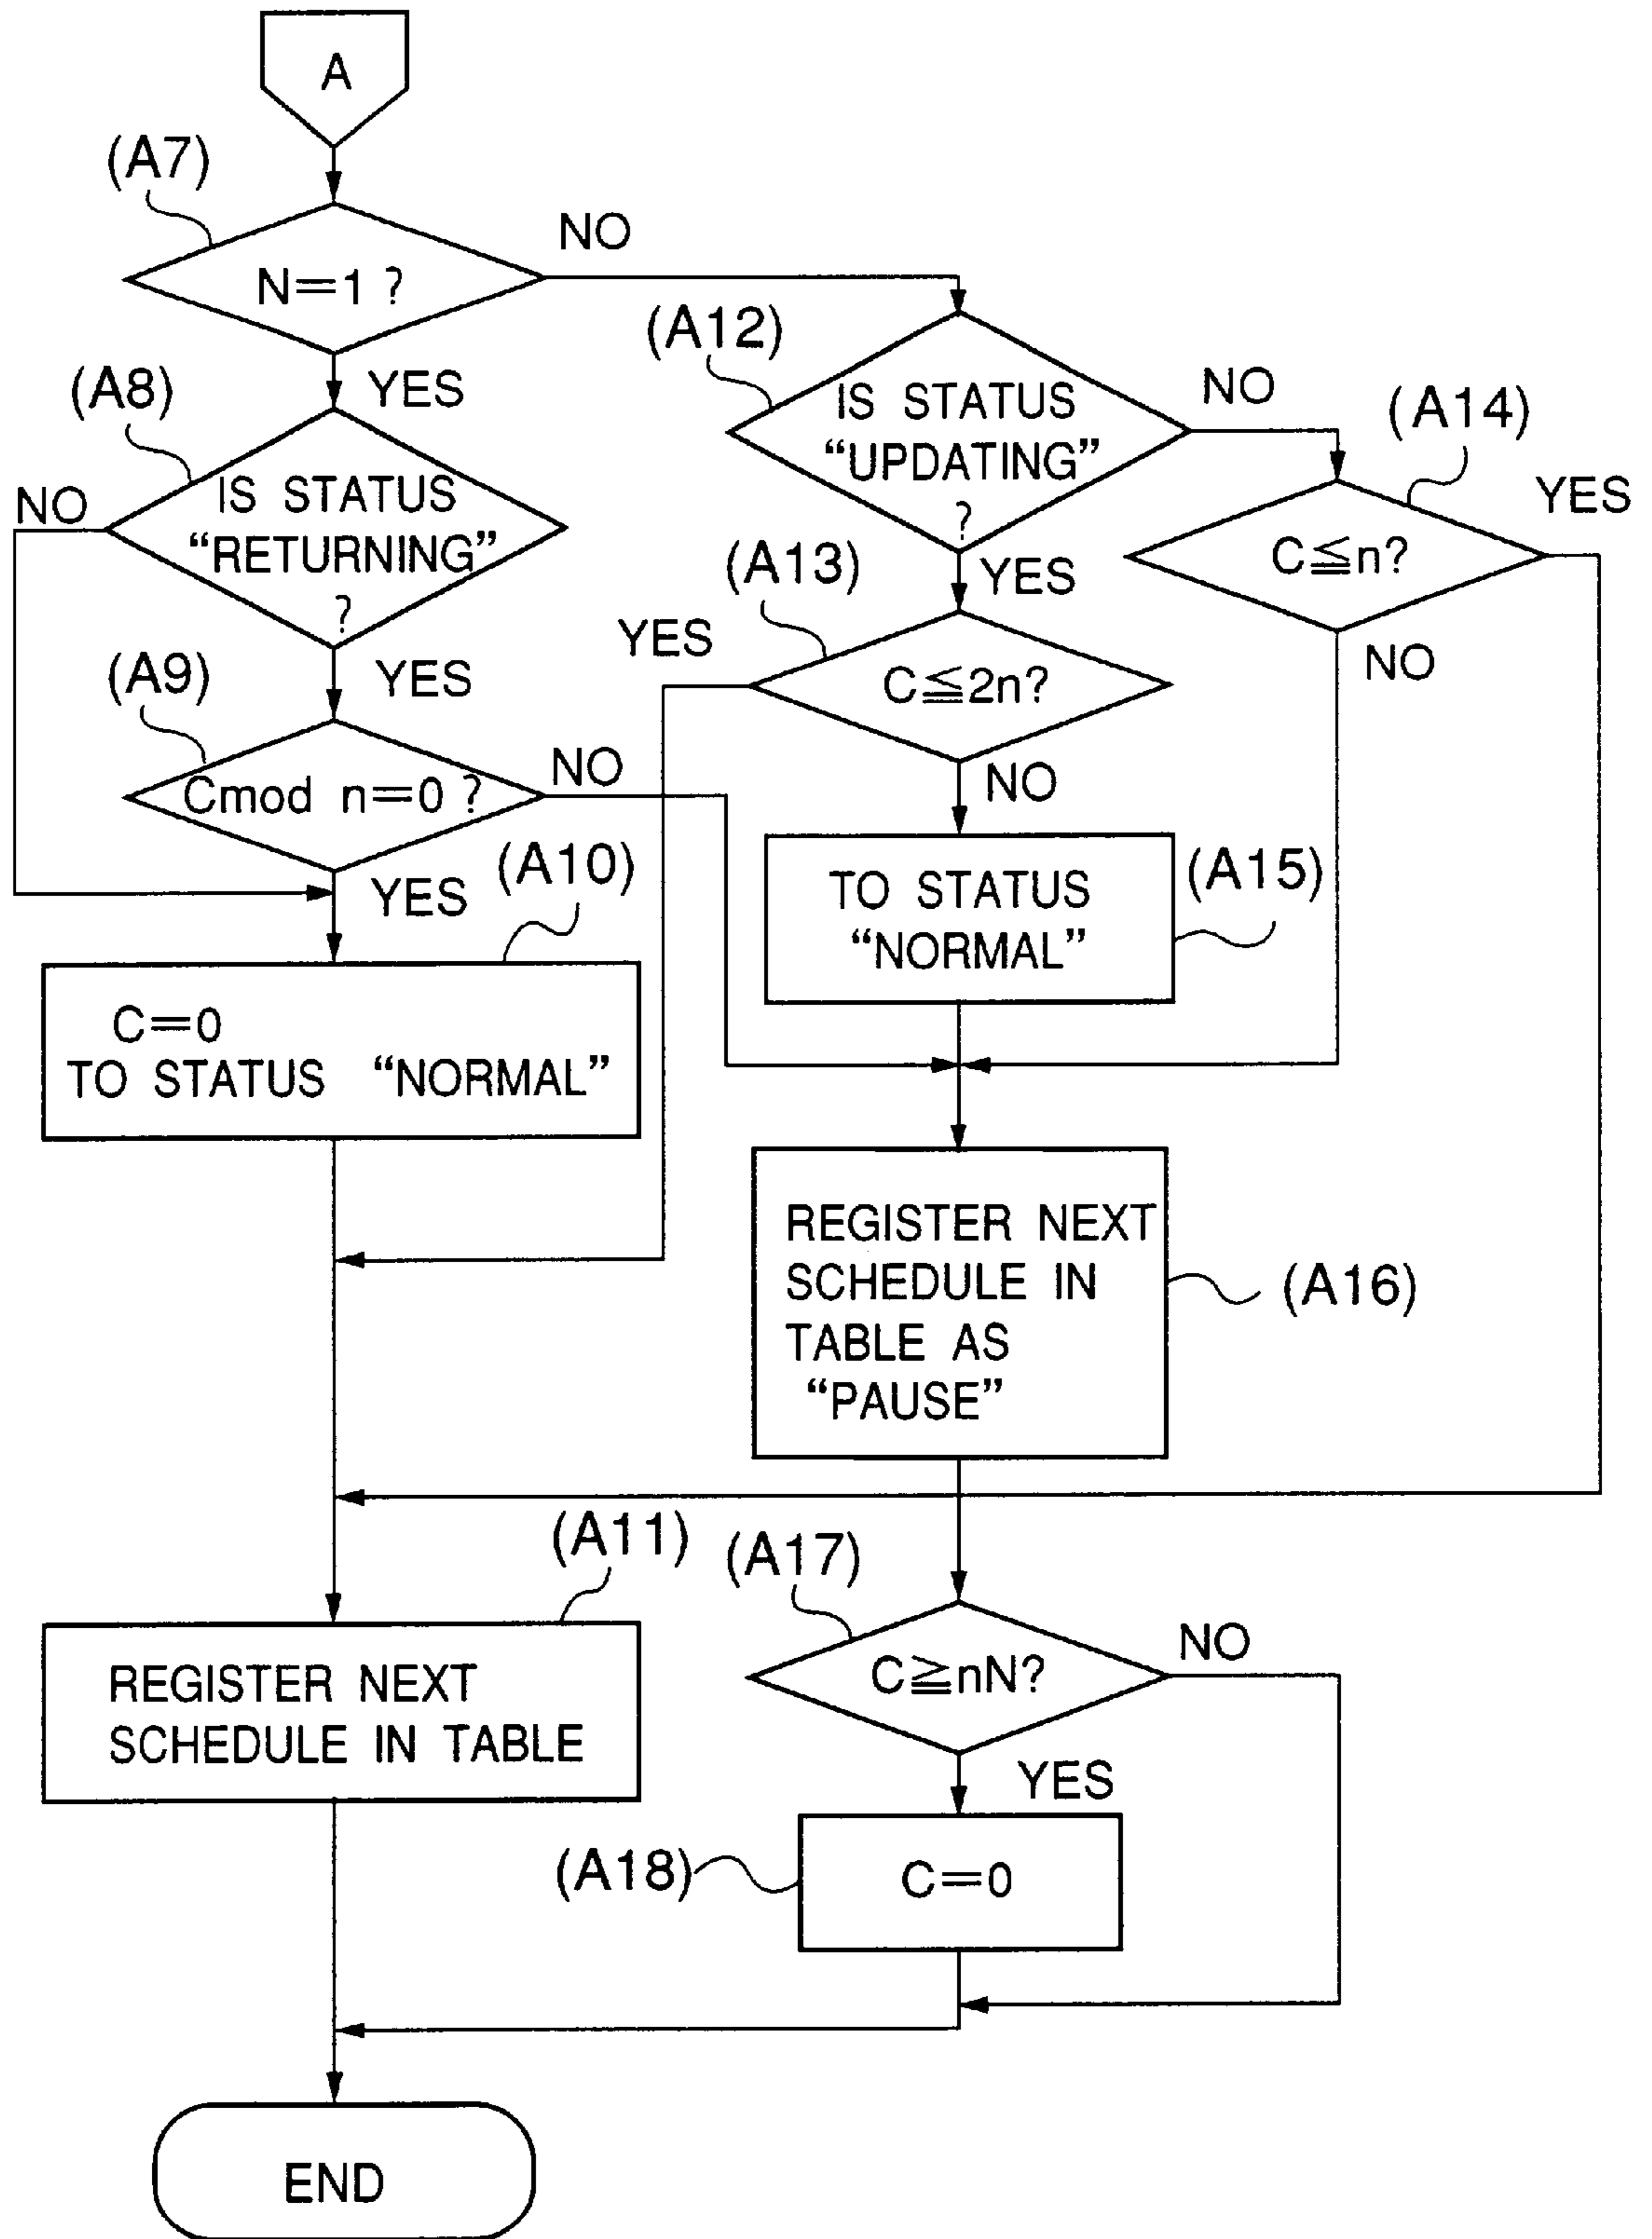 A
(A7)
N=1 ?
NO
YES
(A8)
IS STATUS
"RETURNING"
?
NO
YES
(A9)
Cmod n=0 ?
NO
YES
(A10)
C=0
TO STATUS "NORMAL"
(A12)
IS STATUS
"UPDATING"
?
NO
YES
(A13)
C≦2n?
YES
NO
(A14)
C≦n?
YES
NO
(A15)
TO STATUS
"NORMAL"
(A16)
REGISTER NEXT
SCHEDULE IN
TABLE AS
"PAUSE"
(A11)
REGISTER NEXT
SCHEDULE IN TABLE
(A17)
C≧nN?
NO
YES
(A18)
C=0
END